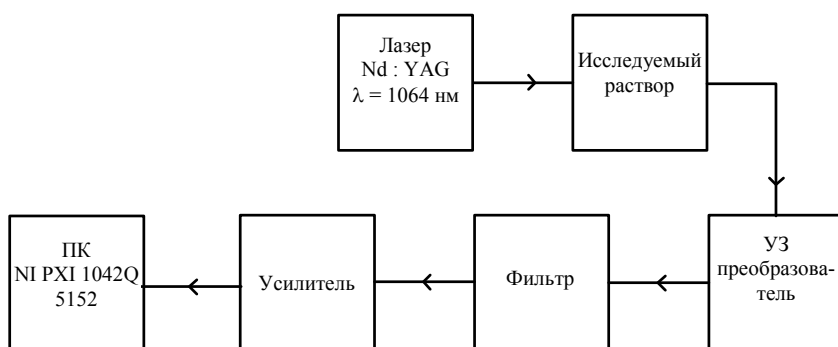 Лазер
Nd : YAG
λ = 1064 нм
Исследуемый
раствор
УЗ
преобразова-
тель
Фильтр
Усилитель
ПК
NI PXI 1042Q
5152